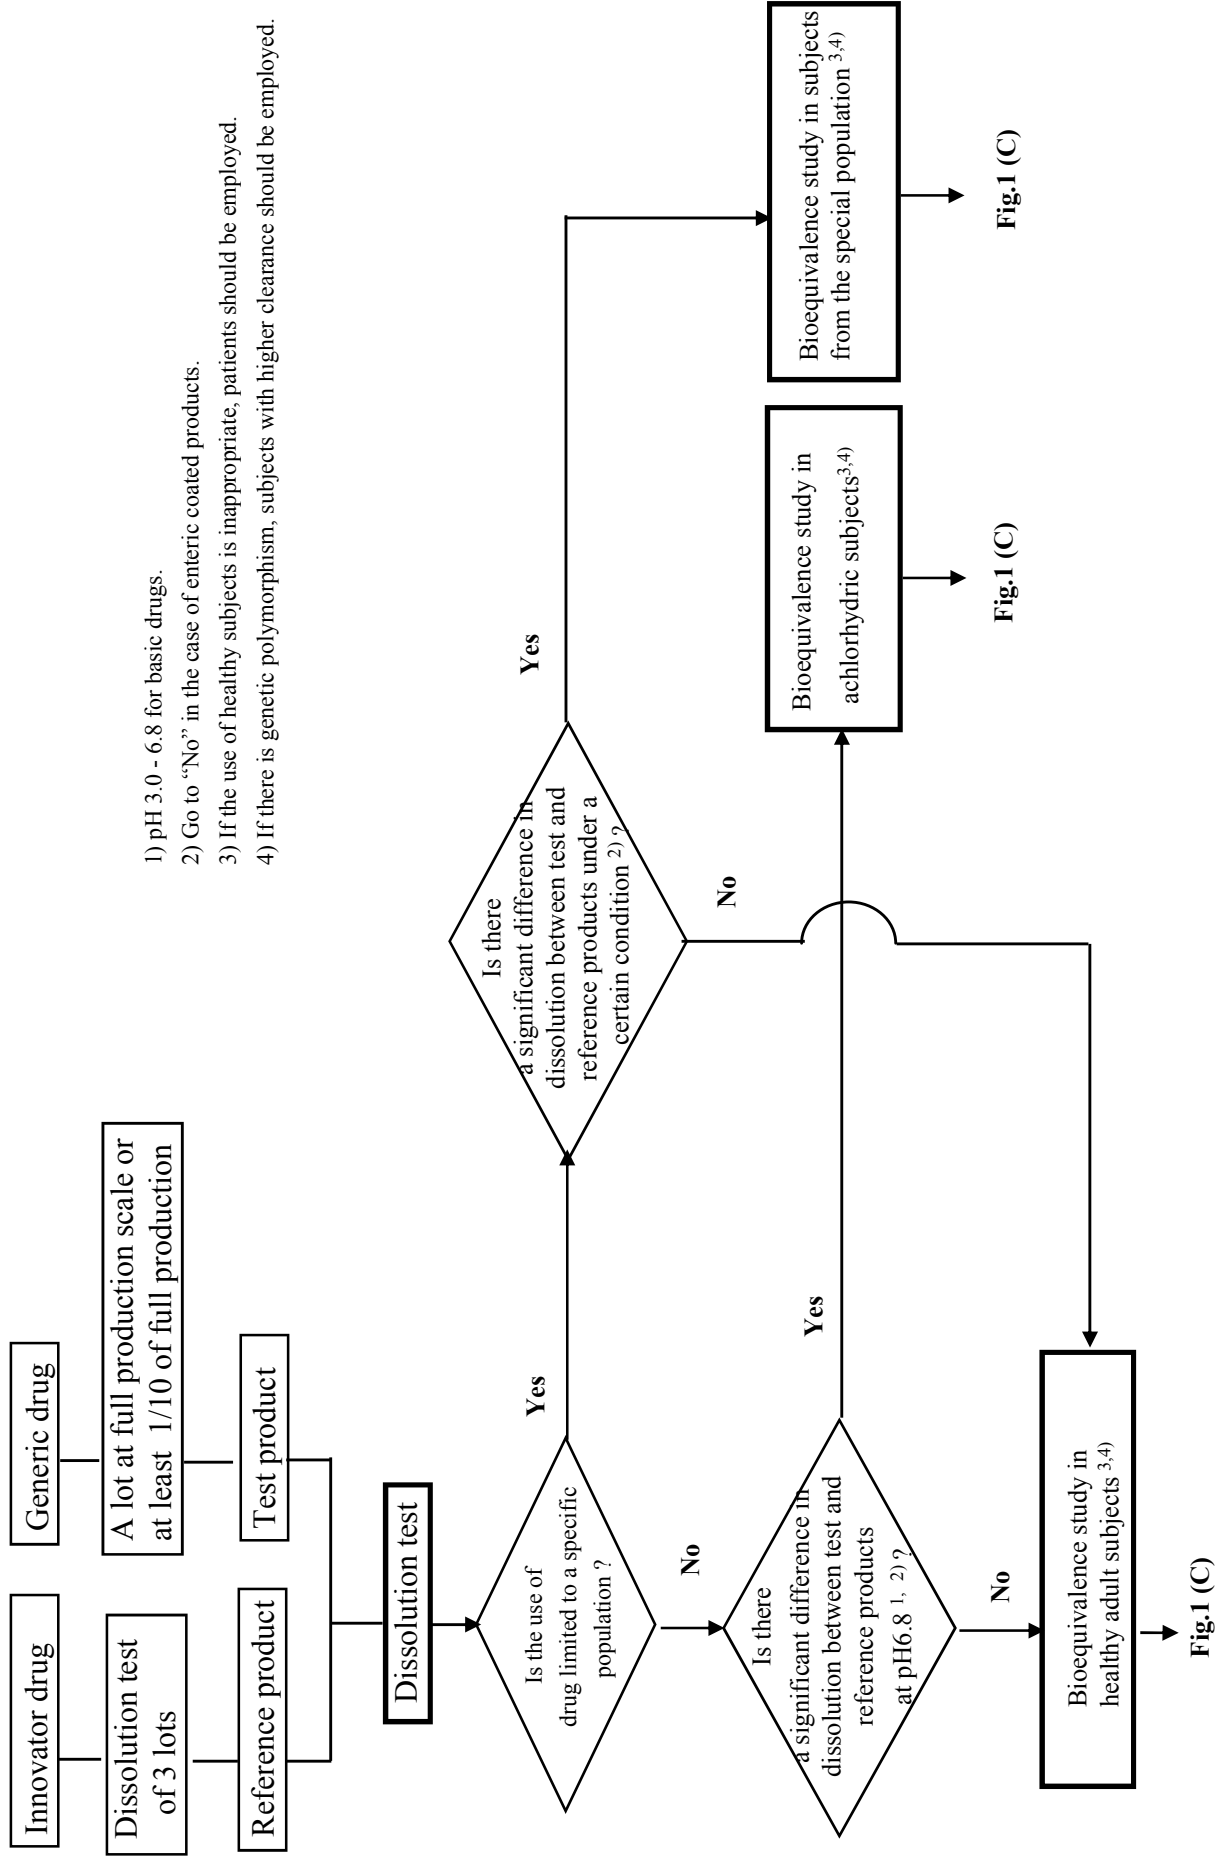 Innovator drug
Dissolution test
of 3 lots
Reference product
Generic drug
A lot at full production scale or
at least 1/10 of full production
Test product
Dissolution test
Is the use of
drug limited to a specific
population ?
Yes
No
Is there
a significant difference in
dissolution between test and
reference products under a
certain condition 2) ?
Yes
No
Is there
a significant difference in
dissolution between test and
reference products
at pH6.8 1, 2) ?
Yes
No
Bioequivalence study in
healthy adult subjects 3,4)
Fig.1 (C)
Bioequivalence study in
achlorhydric subjects3,4)
Fig.1 (C)
Bioequivalence study in subjects
from the special population 3,4)
Fig.1 (C)
1) pH 3.0 - 6.8 for basic drugs.
2) Go to “No” in the case of enteric coated products.
3) If the use of healthy subjects is inappropriate, patients should be employed.
4) If there is genetic polymorphism, subjects with higher clearance should be employed.